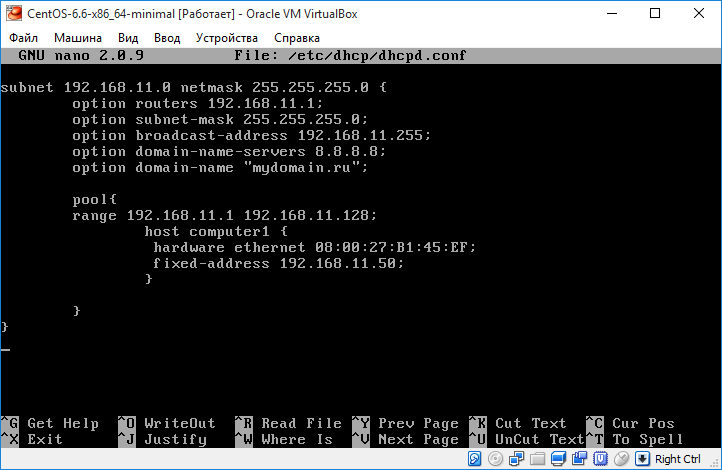 CentOS-6.6-x86_64-minimal [Работает] - Oracle VM VirtualBox
Файл Машина Вид Ввод Устройства Справка
GNU nano 2.0.9 File: /etc/dhcp/dhcpd.conf
subnet 192.168.11.0 netmask 255.255.255.0 {
option routers 192.168.11.1;
option subnet-mask 255.255.255.0;
option broadcast-address 192.168.11.255;
option domain-name-servers 8.8.8.8;
option domain-name "mydomain.ru";
pool{
range 192.168.11.1 192.168.11.128;
host computer1 {
hardware ethernet 08:00:27:B1:45:EF;
fixed-address 192.168.11.50;
}
}
}
^G Get Help ^O WriteOut ^R Read File ^Y Prev Page ^K Cut Text ^C Cur Pos
^X Exit ^J Justify ^W Where Is ^V Next Page ^U UnCut Text ^T To Spell
Right Ctrl